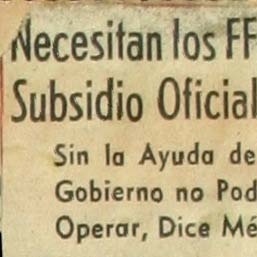 Necesitan los FF
Subsidio Oficial
Sin la Ayuda de
Gobierno no Pod
Operar, Dice Mé